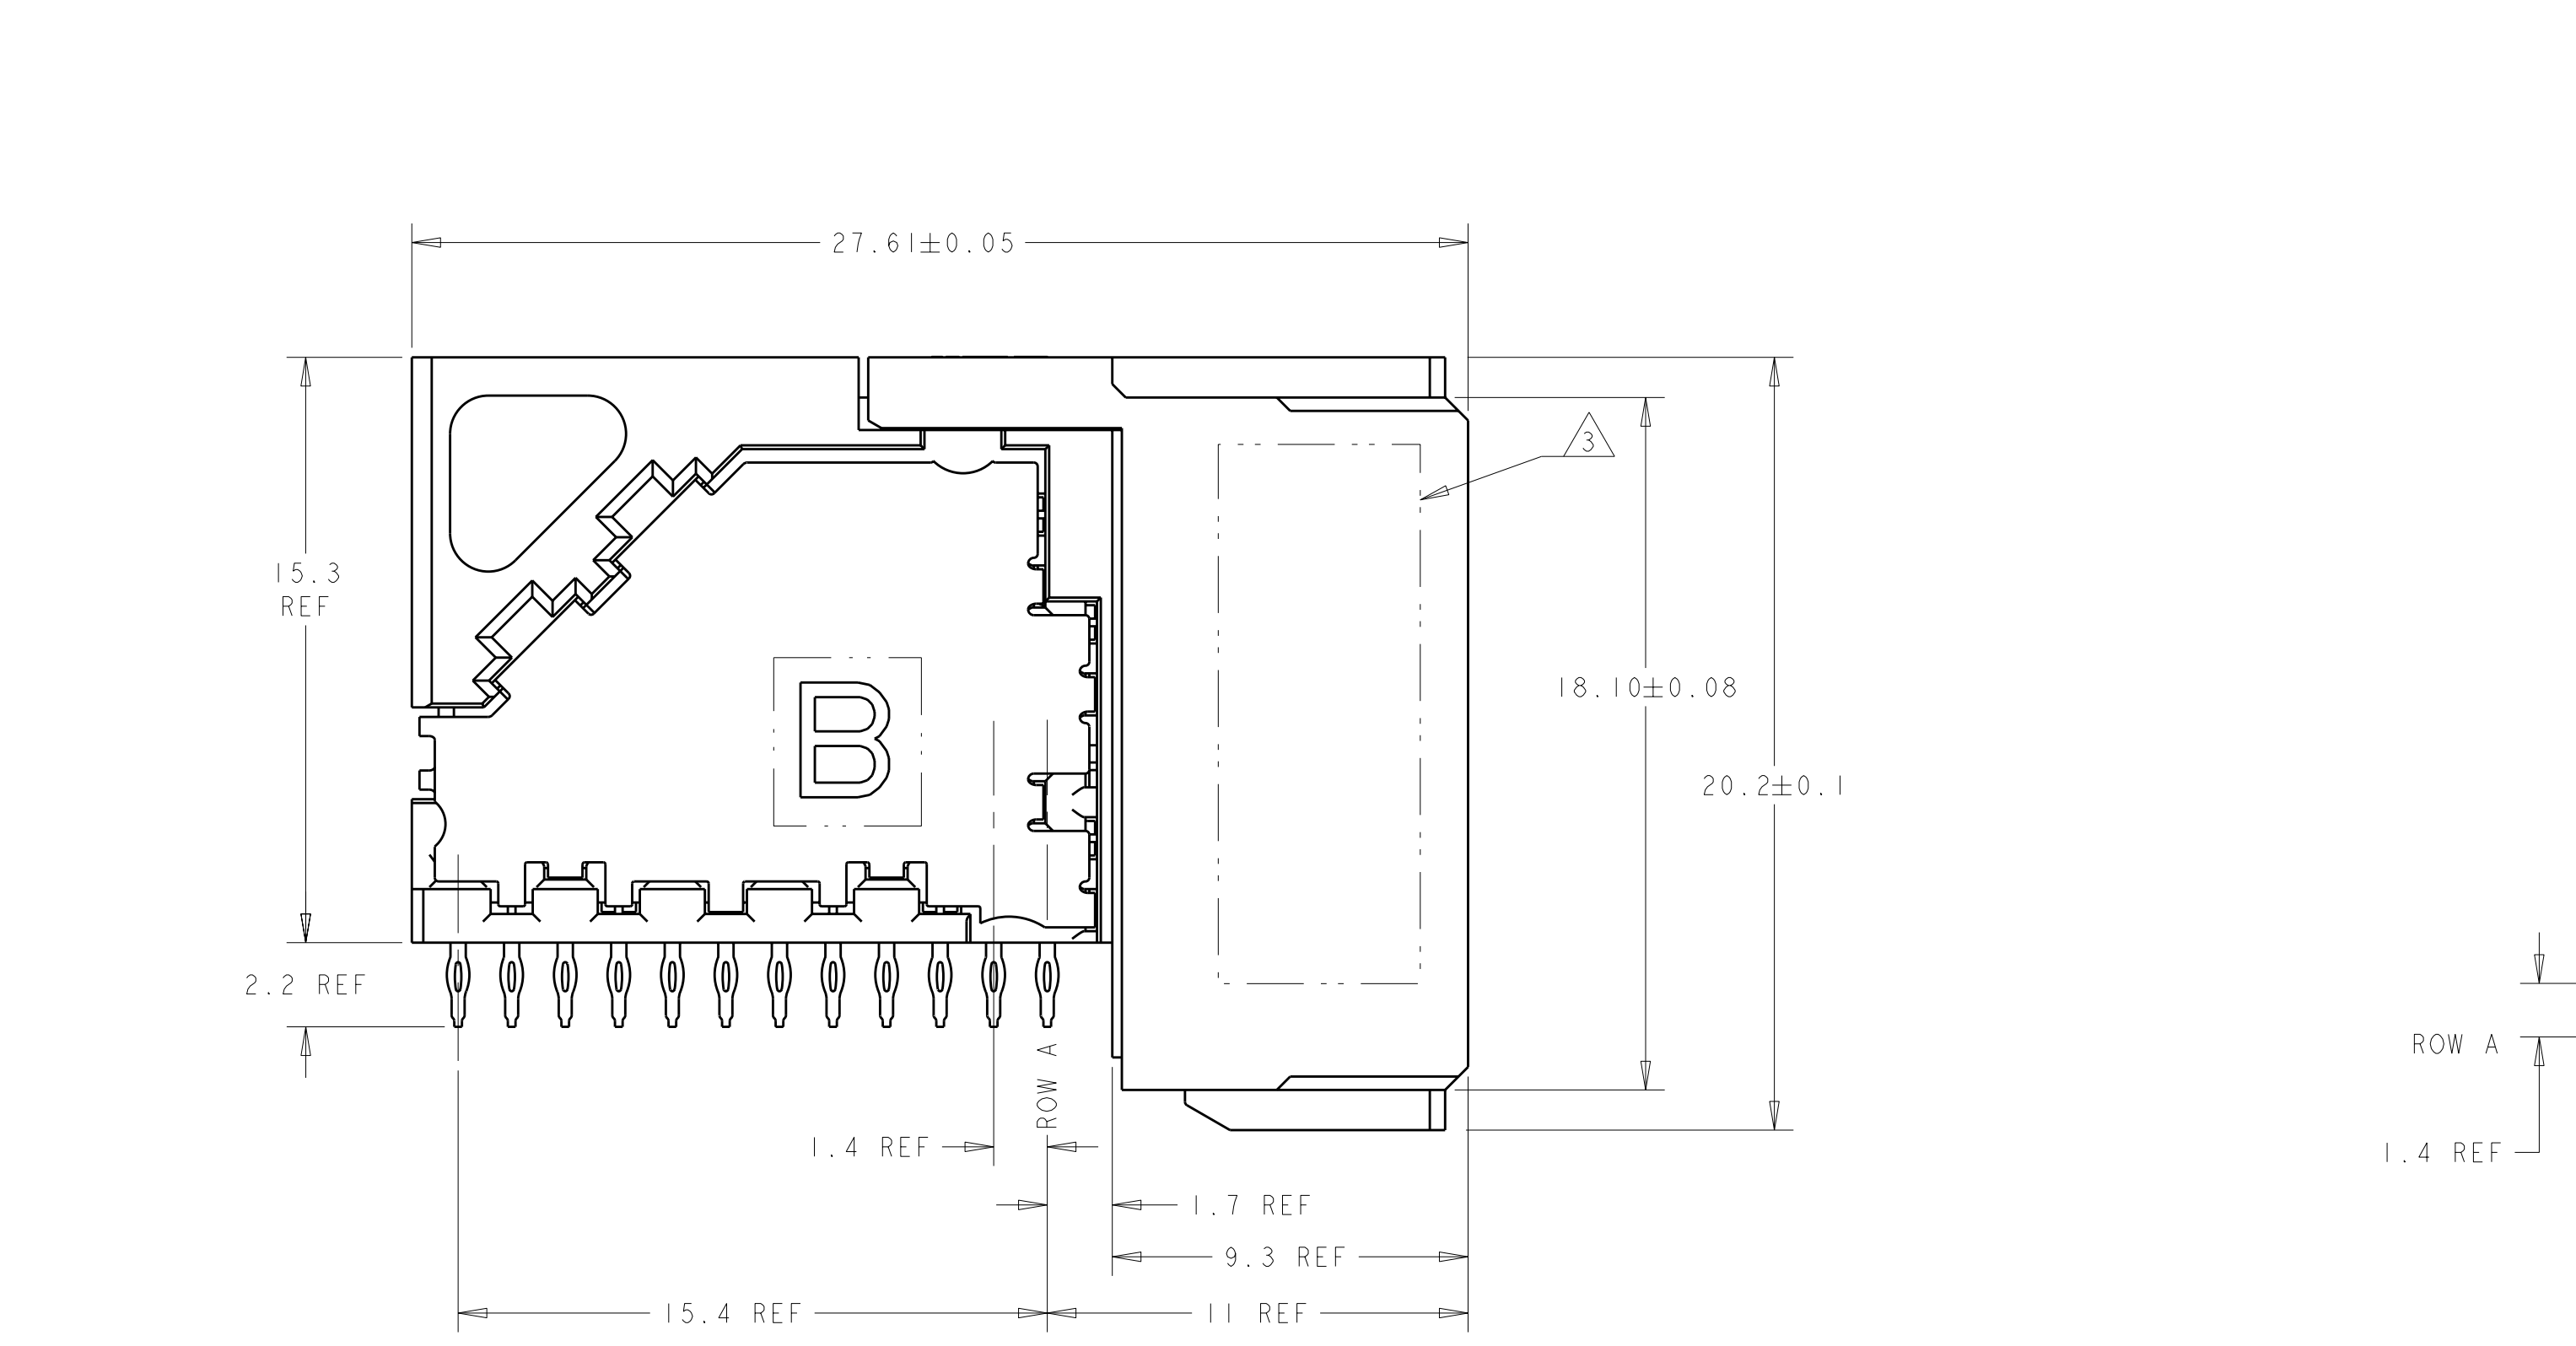 27.61±0.05
3
15.3
REF
B
18.10±0.08
20.2±0.1
2.2 REF
ROW A
ROW A
1.4 REF
1.4 REF
1.7 REF
9.3 REF
15.4 REF
11 REF